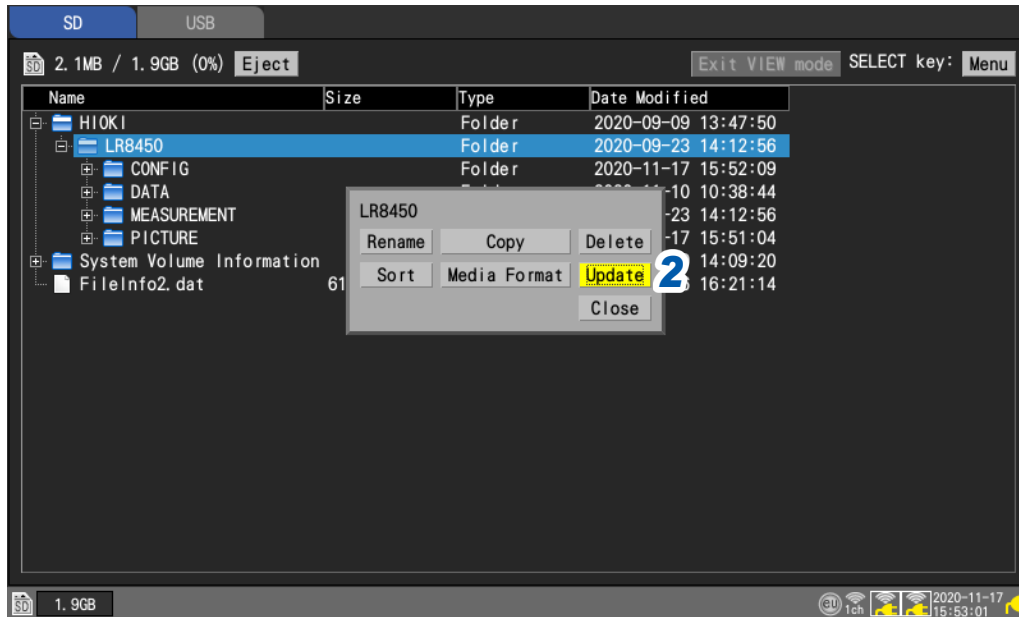 SD USB
SD 2.1MB / 1.9GB (0%) Eject Exit VIEW mode SELECT key: Menu
Name Size Type Date Modified
HIOKI Folder 2020-09-09 13:47:50
LR8450 Folder 2020-09-23 14:12:56
CONFIG Folder 2020-11-17 15:52:09
DATA -10 10:38:44
MEASUREMENT -23 14:12:56
PICTURE -17 15:51:04
System Volume Information 14:09:20
FileInfo2.dat 61 16:21:14
LR8450
Rename Copy Delete
Sort Media Format Update 2
Close
SD 1.9GB eu 1ch 2020-11-17
15:53:01